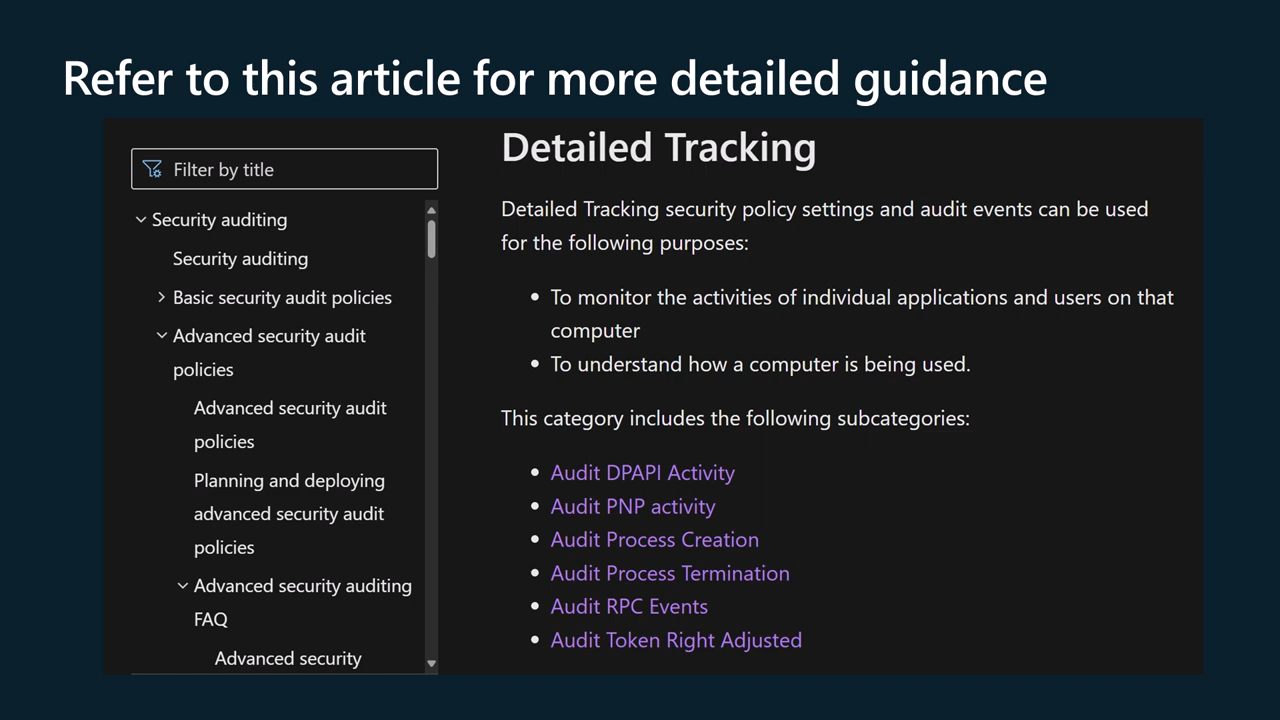 Refer to this article for more detailed guidance
Filter by title
Security auditing
Security auditing
Basic security audit policies
Advanced security audit
policies
Advanced security audit
policies
Planning and deploying
advanced security audit
policies
Advanced security auditing
FAQ
Advanced security
Detailed Tracking
Detailed Tracking security policy settings and audit events can be used
for the following purposes:
To monitor the activities of individual applications and users on that
computer
To understand how a computer is being used.
This category includes the following subcategories:
Audit DPAPI Activity
Audit PNP activity
Audit Process Creation
Audit Process Termination
Audit RPC Events
Audit Token Right Adjusted